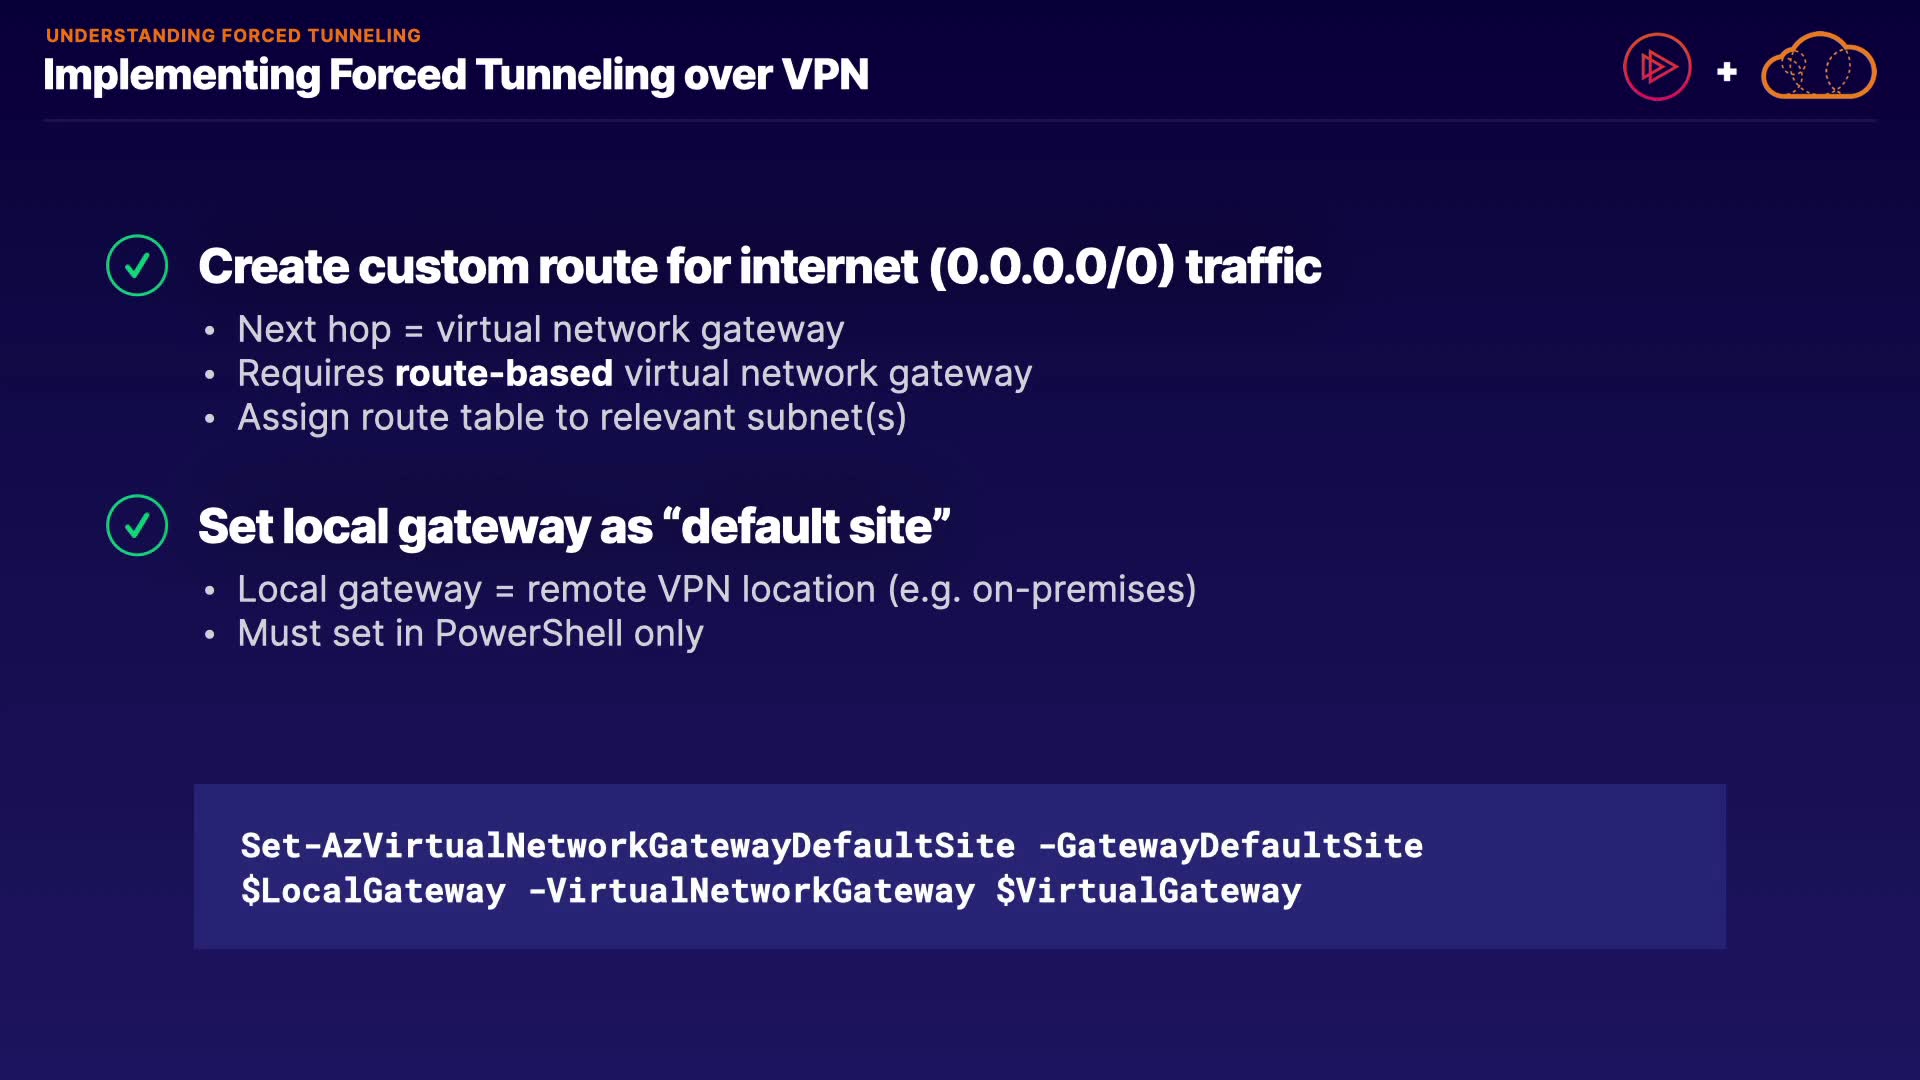 UNDERSTANDING FORCED TUNNELING
Implementing Forced Tunneling over VPN
+
Create custom route for internet (0.0.0.0/0) traffic
• Next hop = virtual network gateway
• Requires route-based virtual network gateway
• Assign route table to relevant subnet(s)
Set local gateway as “default site”
• Local gateway = remote VPN location (e.g. on-premises)
• Must set in PowerShell only
Set-AzVirtualNetworkGatewayDefaultSite -GatewayDefaultSite
$LocalGateway -VirtualNetworkGateway $VirtualGateway